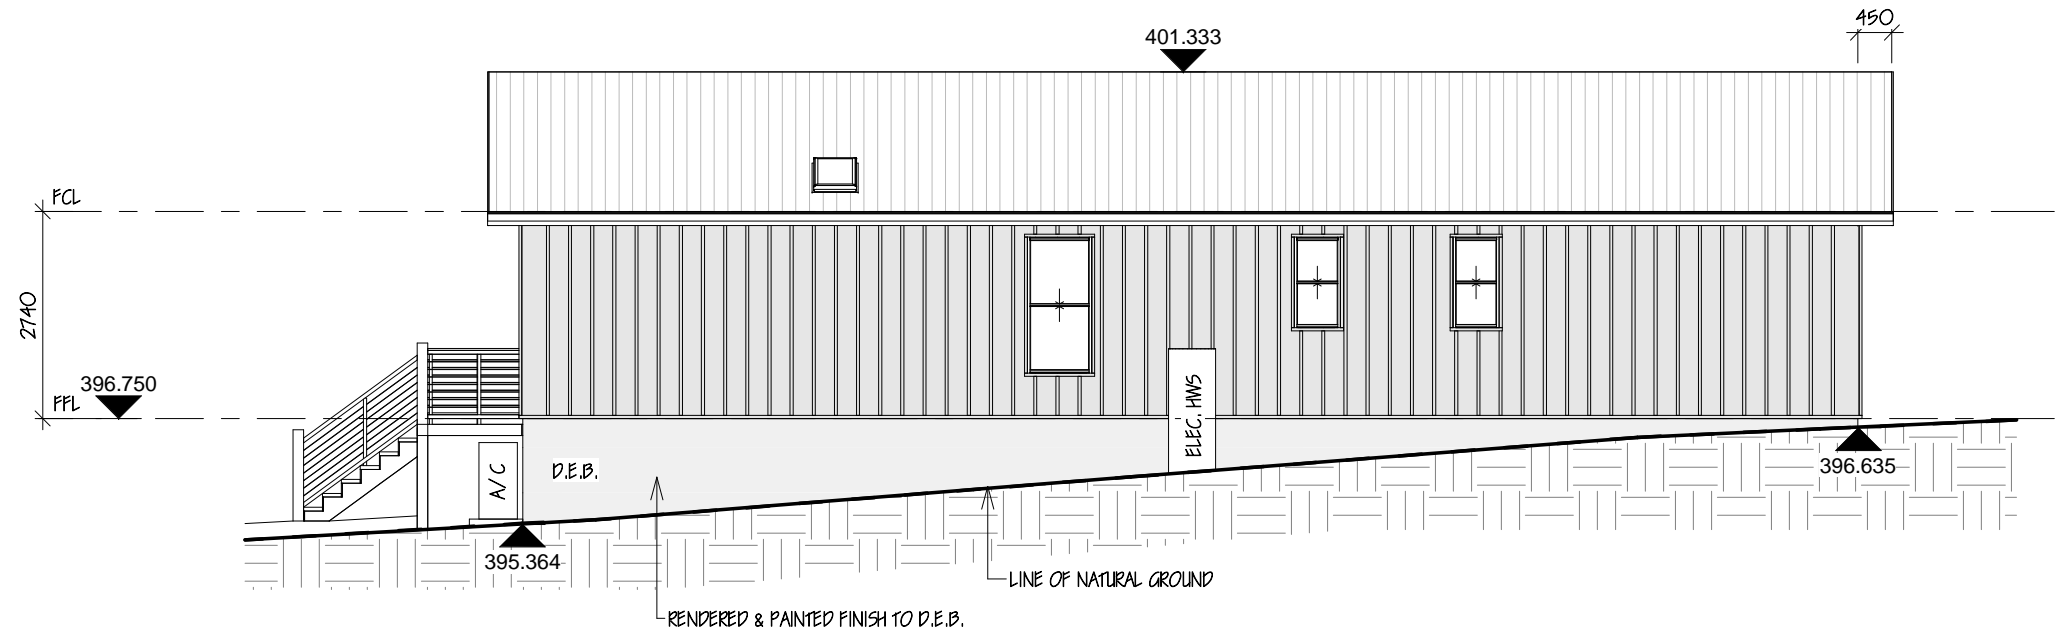 450
401.333
FCL
2740
396.750
FFL
ELEC. HWS
A/C
D.E.B.
396.635
395.364
LINE OF NATURAL GROUND
RENDERED & PAINTED FINISH TO D.E.B.